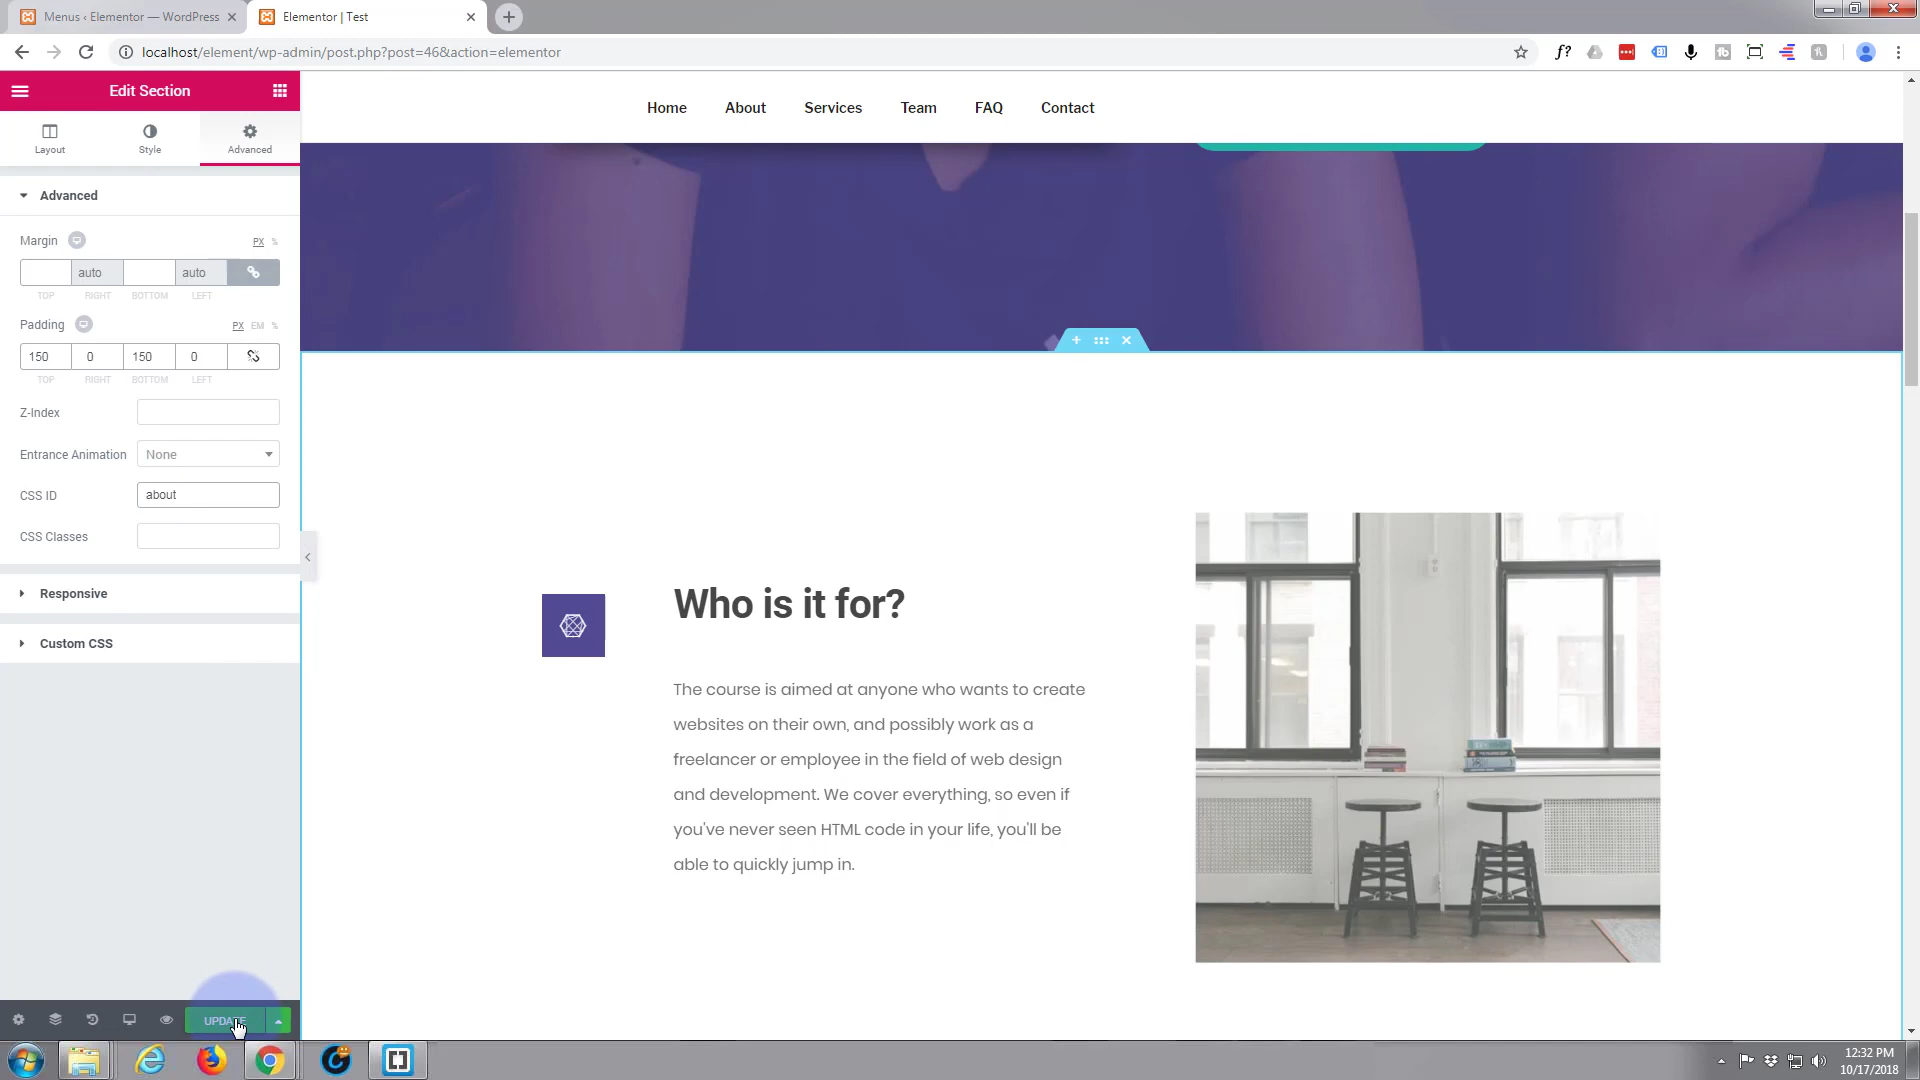 Menus ‹ Elementor — WordPress
Elementor | Test
localhost/element/wp-admin/post.php?post=46&action=elementor
f?
Edit Section
Layout
Style
Advanced
Home
About
Services
Team
FAQ
Contact
Advanced
Margin
PX %
auto
auto
TOP RIGHT BOTTOM LEFT
Padding
PX EM %
150 0 150 0
TOP RIGHT BOTTOM LEFT
Z-Index
Entrance Animation
None
CSS ID
about
CSS Classes
Responsive
Custom CSS
Who is it for?
The course is aimed at anyone who wants to create
websites on their own, and possibly work as a
freelancer or employee in the field of web design
and development. We cover everything, so even if
you've never seen HTML code in your life, you'll be
able to quickly jump in.
UPDATE
12:32 PM
10/17/2018